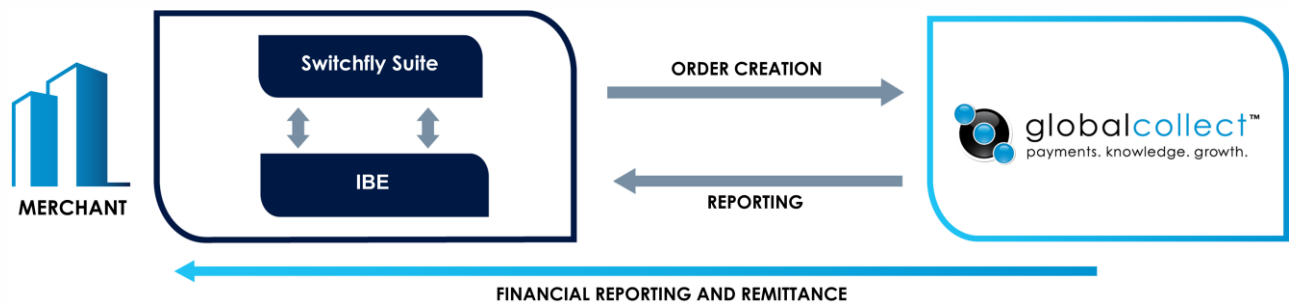 Switchfly Suite
IBE
MERCHANT
ORDER CREATION
REPORTING
globalcollect™
payments. knowledge. growth.
FINANCIAL REPORTING AND REMITTANCE